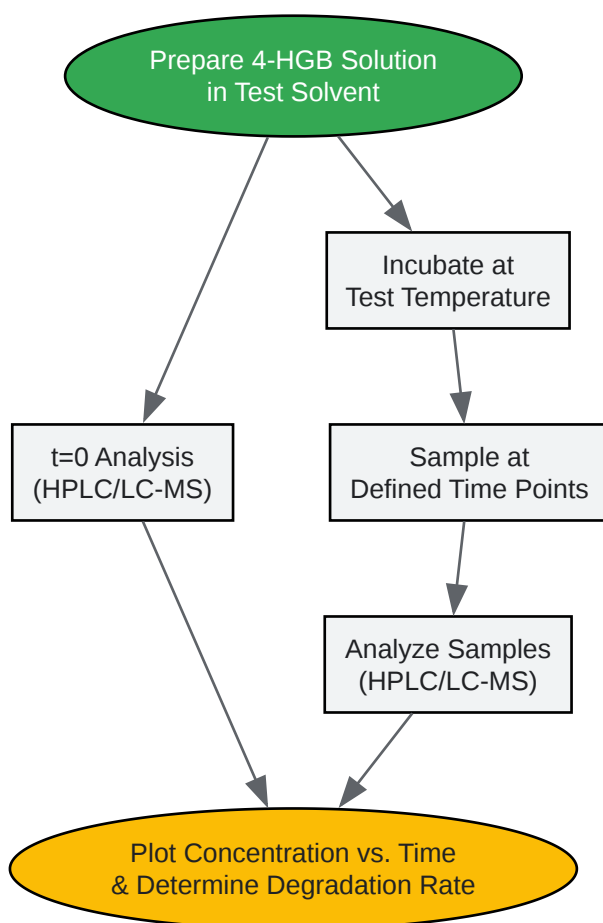 Prepare 4-HGB Solution
in Test Solvent
Incubate at
Test Temperature
t=0 Analysis
(HPLC/LC-MS)
Sample at
Defined Time Points
Analyze Samples
(HPLC/LC-MS)
Plot Concentration vs. Time
& Determine Degradation Rate